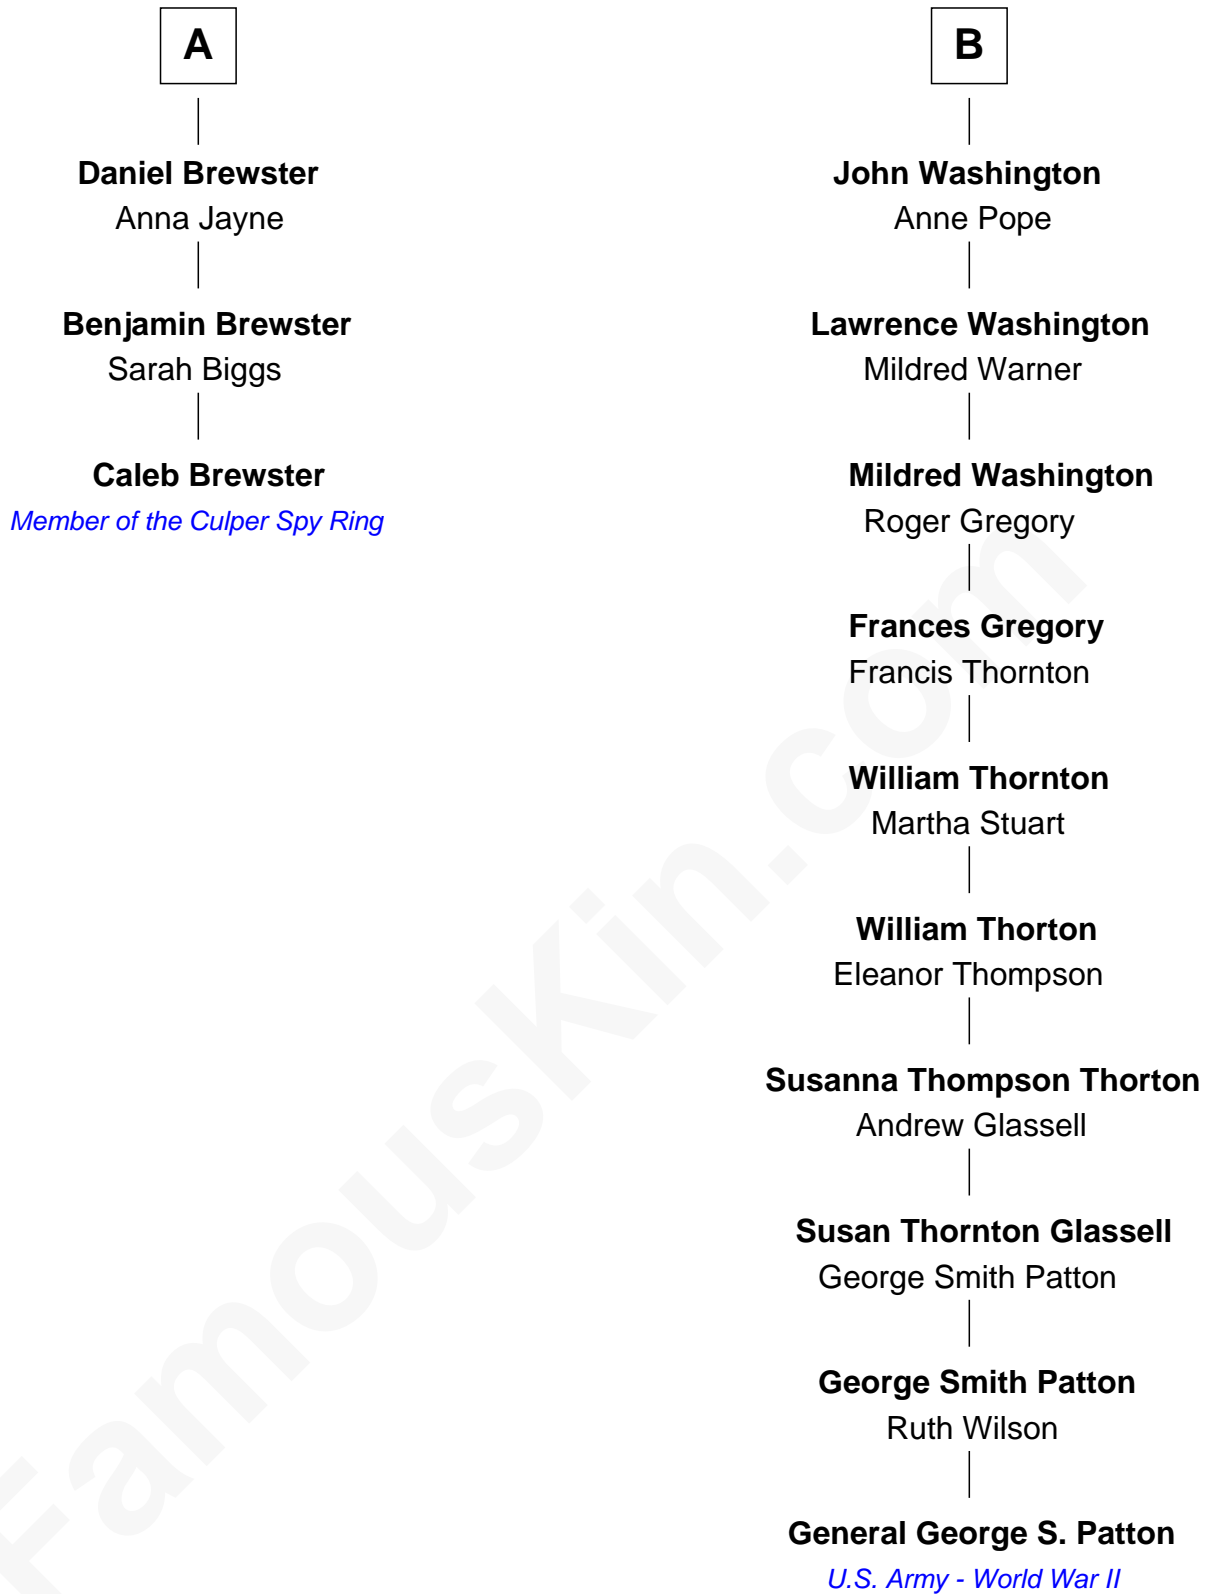 A
Daniel Brewster
Anna Jayne
Benjamin Brewster
Sarah Biggs
Caleb Brewster
Member of the Culper Spy Ring
B
John Washington
Anne Pope
Lawrence Washington
Mildred Warner
Mildred Washington
Roger Gregory
Frances Gregory
Francis Thornton
William Thornton
Martha Stuart
William Thorton
Eleanor Thompson
Susanna Thompson Thorton
Andrew Glassell
Susan Thornton Glassell
George Smith Patton
George Smith Patton
Ruth Wilson
General George S. Patton
U.S. Army - World War II
FamousKin.com